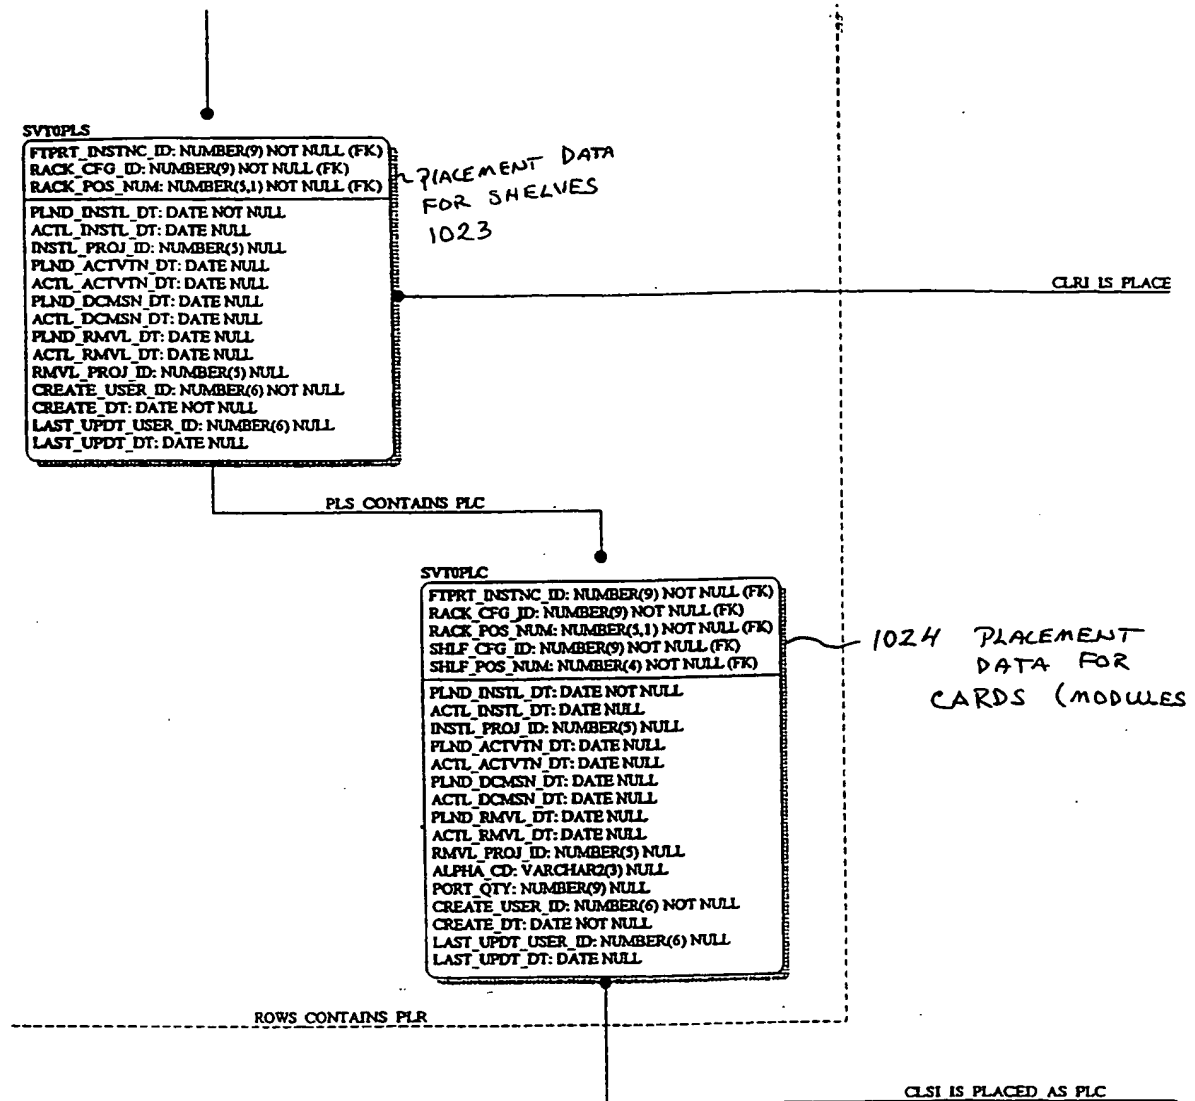 SVT0PLS
FTPRT_INSTNC_ID: NUMBER(9) NOT NULL (FK)
RACK_CFG_ID: NUMBER(9) NOT NULL (FK)
RACK_POS_NUM: NUMBER(5,1) NOT NULL (FK)
PLND_INSTL_DT: DATE NOT NULL
ACTL_INSTL_DT: DATE NULL
INSTL_PROJ_ID: NUMBER(5) NULL
PLND_ACTVTN_DT: DATE NULL
ACTL_ACTVTN_DT: DATE NULL
PLND_DCMSN_DT: DATE NULL
ACTL_DCMSN_DT: DATE NULL
PLND_RMVL_DT: DATE NULL
ACTL_RMVL_DT: DATE NULL
RMVL_PROJ_ID: NUMBER(5) NULL
CREATE_USER_ID: NUMBER(6) NOT NULL
CREATE_DT: DATE NOT NULL
LAST_UPDT_USER_ID: NUMBER(6) NULL
LAST_UPDT_DT: DATE NULL
PLACEMENT DATA
FOR SHELVES
1023
CLRI IS PLACE
PLS CONTAINS PLC
SVT0PLC
FTPRT_INSTNC_ID: NUMBER(9) NOT NULL (FK)
RACK_CFG_ID: NUMBER(9) NOT NULL (FK)
RACK_POS_NUM: NUMBER(5,1) NOT NULL (FK)
SHLF_CFG_ID: NUMBER(9) NOT NULL (FK)
SHLF_POS_NUM: NUMBER(4) NOT NULL (FK)
PLND_INSTL_DT: DATE NOT NULL
ACTL_INSTL_DT: DATE NULL
INSTL_PROJ_ID: NUMBER(5) NULL
PLND_ACTVTN_DT: DATE NULL
ACTL_ACTVTN_DT: DATE NULL
PLND_DCMSN_DT: DATE NULL
ACTL_DCMSN_DT: DATE NULL
PLND_RMVL_DT: DATE NULL
ACTL_RMVL_DT: DATE NULL
RMVL_PROJ_ID: NUMBER(5) NULL
ALPHA_CD: VARCHAR2(3) NULL
PORT_QTY: NUMBER(9) NULL
CREATE_USER_ID: NUMBER(6) NOT NULL
CREATE_DT: DATE NOT NULL
LAST_UPDT_USER_ID: NUMBER(6) NULL
LAST_UPDT_DT: DATE NULL
1024 PLACEMENT
DATA FOR
CARDS (MODULES
ROWS CONTAINS PLR
CLSI IS PLACED AS PLC